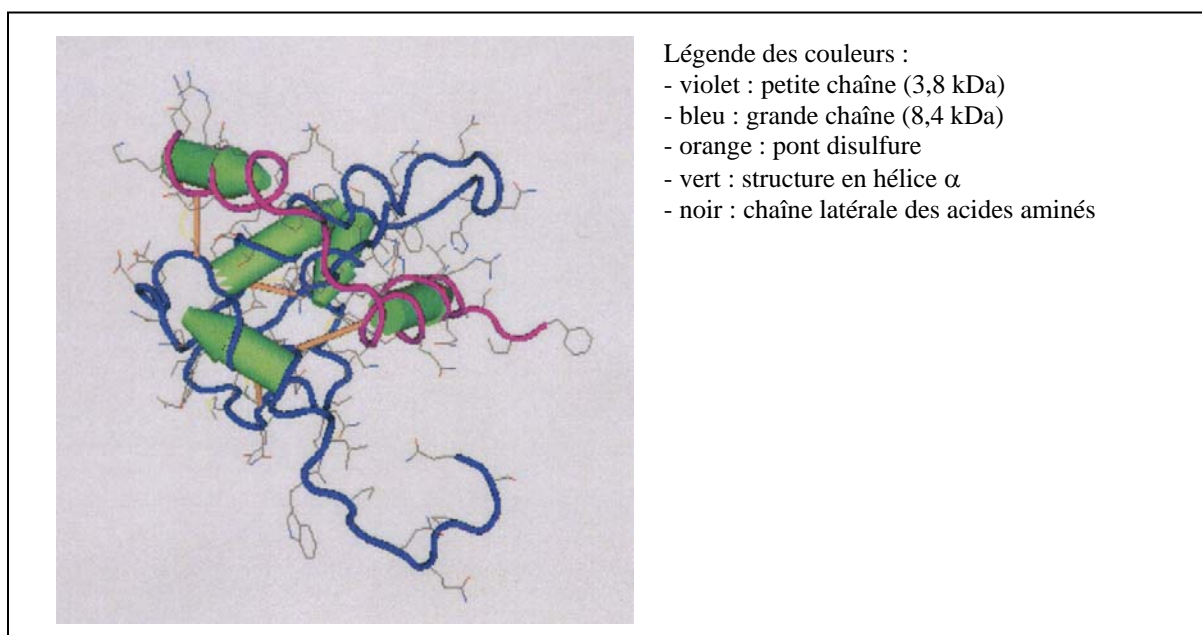 Légende des couleurs :
- violet : petite chaîne (3,8 kDa)
- bleu : grande chaîne (8,4 kDa)
- orange : pont disulfure
- vert : structure en hélice α
- noir : chaîne latérale des acides aminés